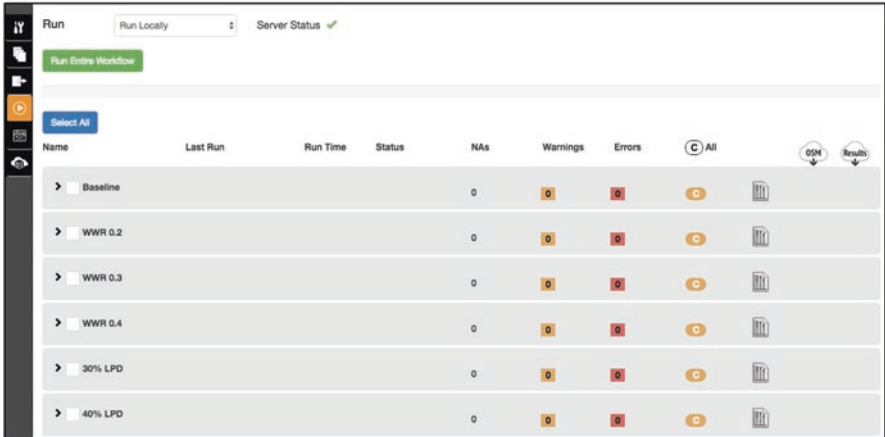 Run Run Locally Server Status
Run Entire Workflow
Select All
Name Last Run Run Time Status NAs Warnings Errors C All OSM Results
Baseline 0 0 0 C
WWR 0.2 0 0 0 C
WWR 0.3 0 0 0 C
WWR 0.4 0 0 0 C
30% LPD 0 0 0 C
40% LPD 0 0 0 C